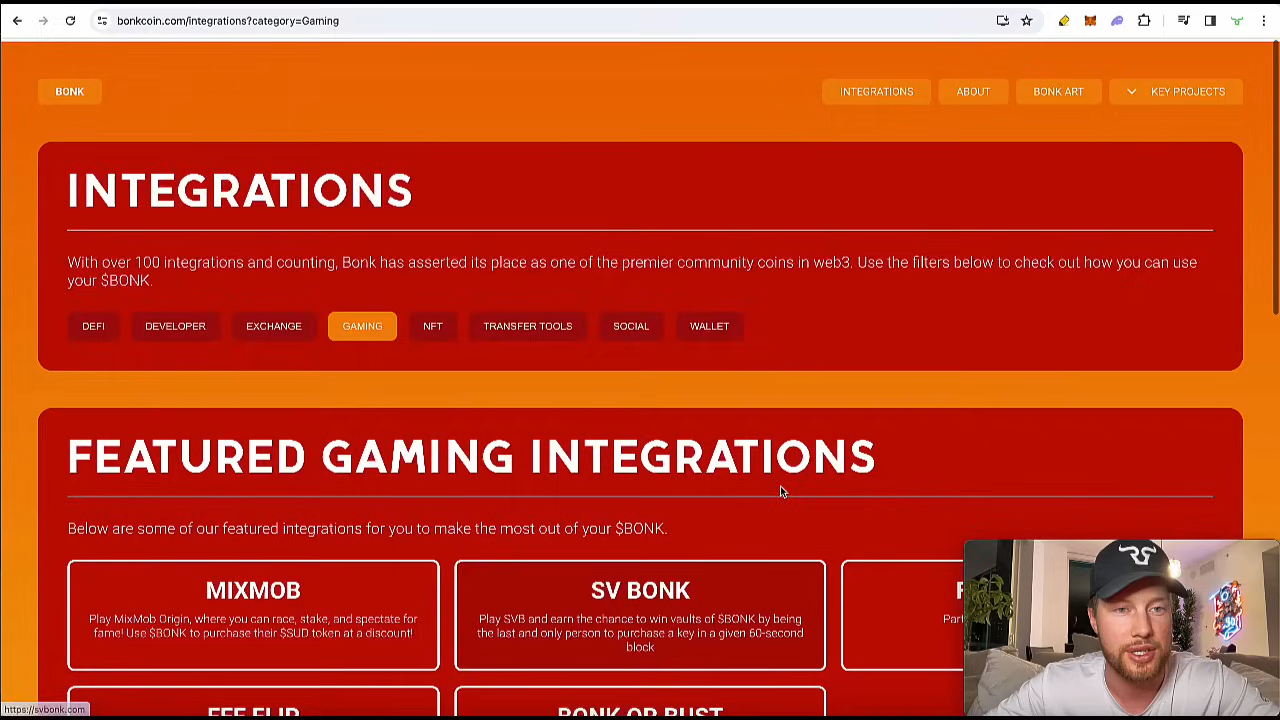 bonkcoin.com/integrations?category=Gaming
BONK
INTEGRATIONS
ABOUT
BONK ART
KEY PROJECTS
INTEGRATIONS
With over 100 integrations and counting, Bonk has asserted its place as one of the premier community coins in web3. Use the filters below to check out how you can use
your $BONK.
DEFI
DEVELOPER
EXCHANGE
GAMING
NFT
TRANSFER TOOLS
SOCIAL
WALLET
FEATURED GAMING INTEGRATIONS
Below are some of our featured integrations for you to make the most out of your $BONK.
MIXMOB
Play MixMob Origin, where you can race, stake, and spectate for
fame! Use $BONK to purchase their $SUD token at a discount!
SV BONK
Play SVB and earn the chance to win vaults of $BONK by being
the last and only person to purchase a key in a given 60-second
block
BONK OR BUST
https://svbonk.com